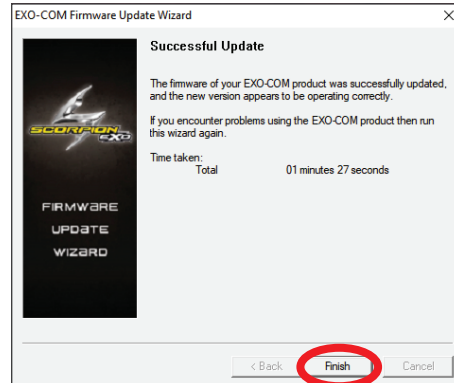 EXO-COM Firmware Update Wizard
SCORPION
EXO
FIRMWARE
UPDATE
WIZARD
Successful Update
The firmware of your EXO-COM product was successfully updated,
and the new version appears to be operating correctly.
If you encounter problems using the EXO-COM product then run
this wizard again.
Time taken:
Total 01 minutes 27 seconds
< Back Finish Cancel